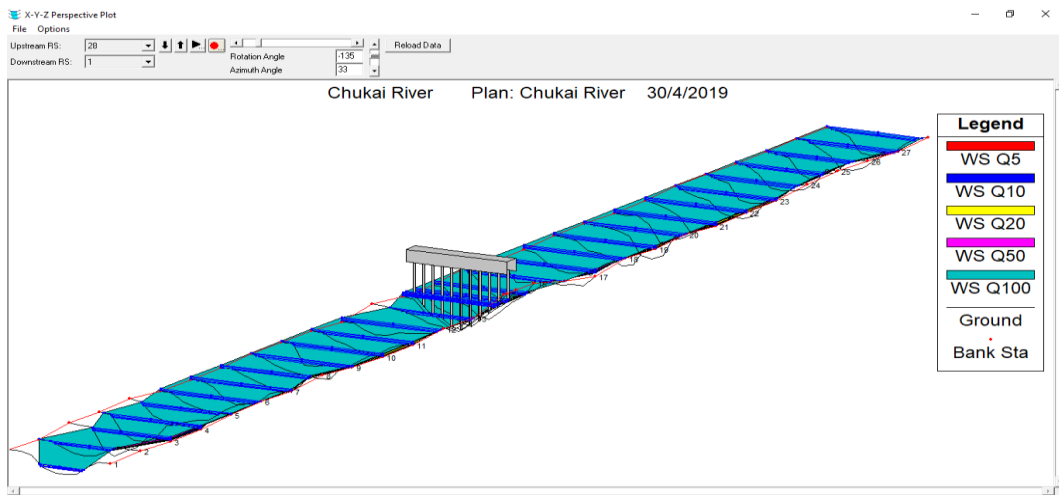 X-Y-Z Perspective Plot
File Options
Upstream RS: 28
Downstream RS: 1
Rotation Angle -135
Azimuth Angle 33
Reload Data
Chukai River Plan: Chukai River 30/4/2019
Legend
WS Q5
WS Q10
WS Q20
WS Q50
WS Q100
Ground
Bank Sta
27
26
25
24
23
22
21
20
19
18
17
16
11
10
9
8
7
6
5
4
3
2
1